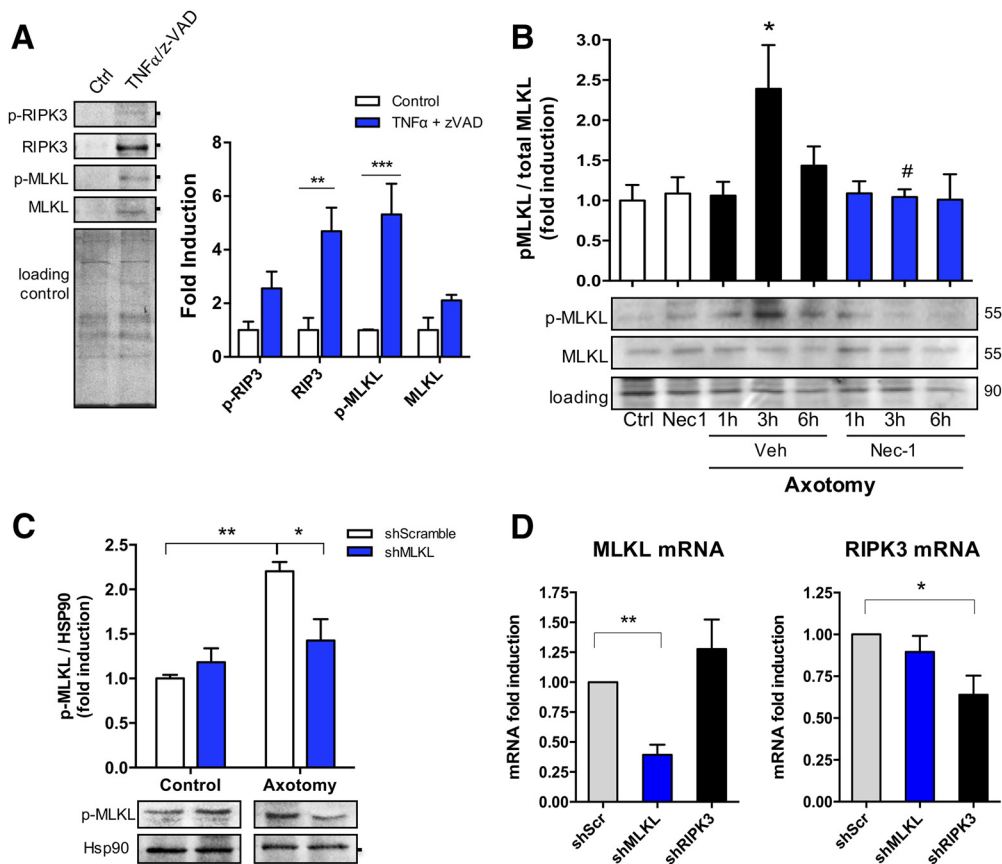 A
Ctrl
TNFα/z-VAD
p-RIPK3
RIPK3
p-MLKL
MLKL
loading
control
Control
TNFα + zVAD
Fold Induction
8
6
4
2
0
**
***
p-RIP3
RIP3
p-MLKL
MLKL
B
pMLKL / total MLKL
(fold induction)
3.0
2.5
2.0
1.5
1.0
0.5
0.0
*
#
p-MLKL
55
MLKL
55
loading
90
Ctrl Nec1 1h 3h 6h 1h 3h 6h
Veh Nec-1
Axotomy
C
shScramble
shMLKL
p-MLKL / HSP90
(fold induction)
2.5
2.0
1.5
1.0
0.5
0.0
**
*
Control Axotomy
p-MLKL
Hsp90
D
MLKL mRNA
mRNA fold induction
1.75
1.50
1.25
1.00
0.75
0.50
0.25
0.00
**
shScr
shMLKL
shRIPK3
RIPK3 mRNA
mRNA fold induction
1.25
1.00
0.75
0.50
0.25
0.00
*
shScr
shMLKL
shRIPK3